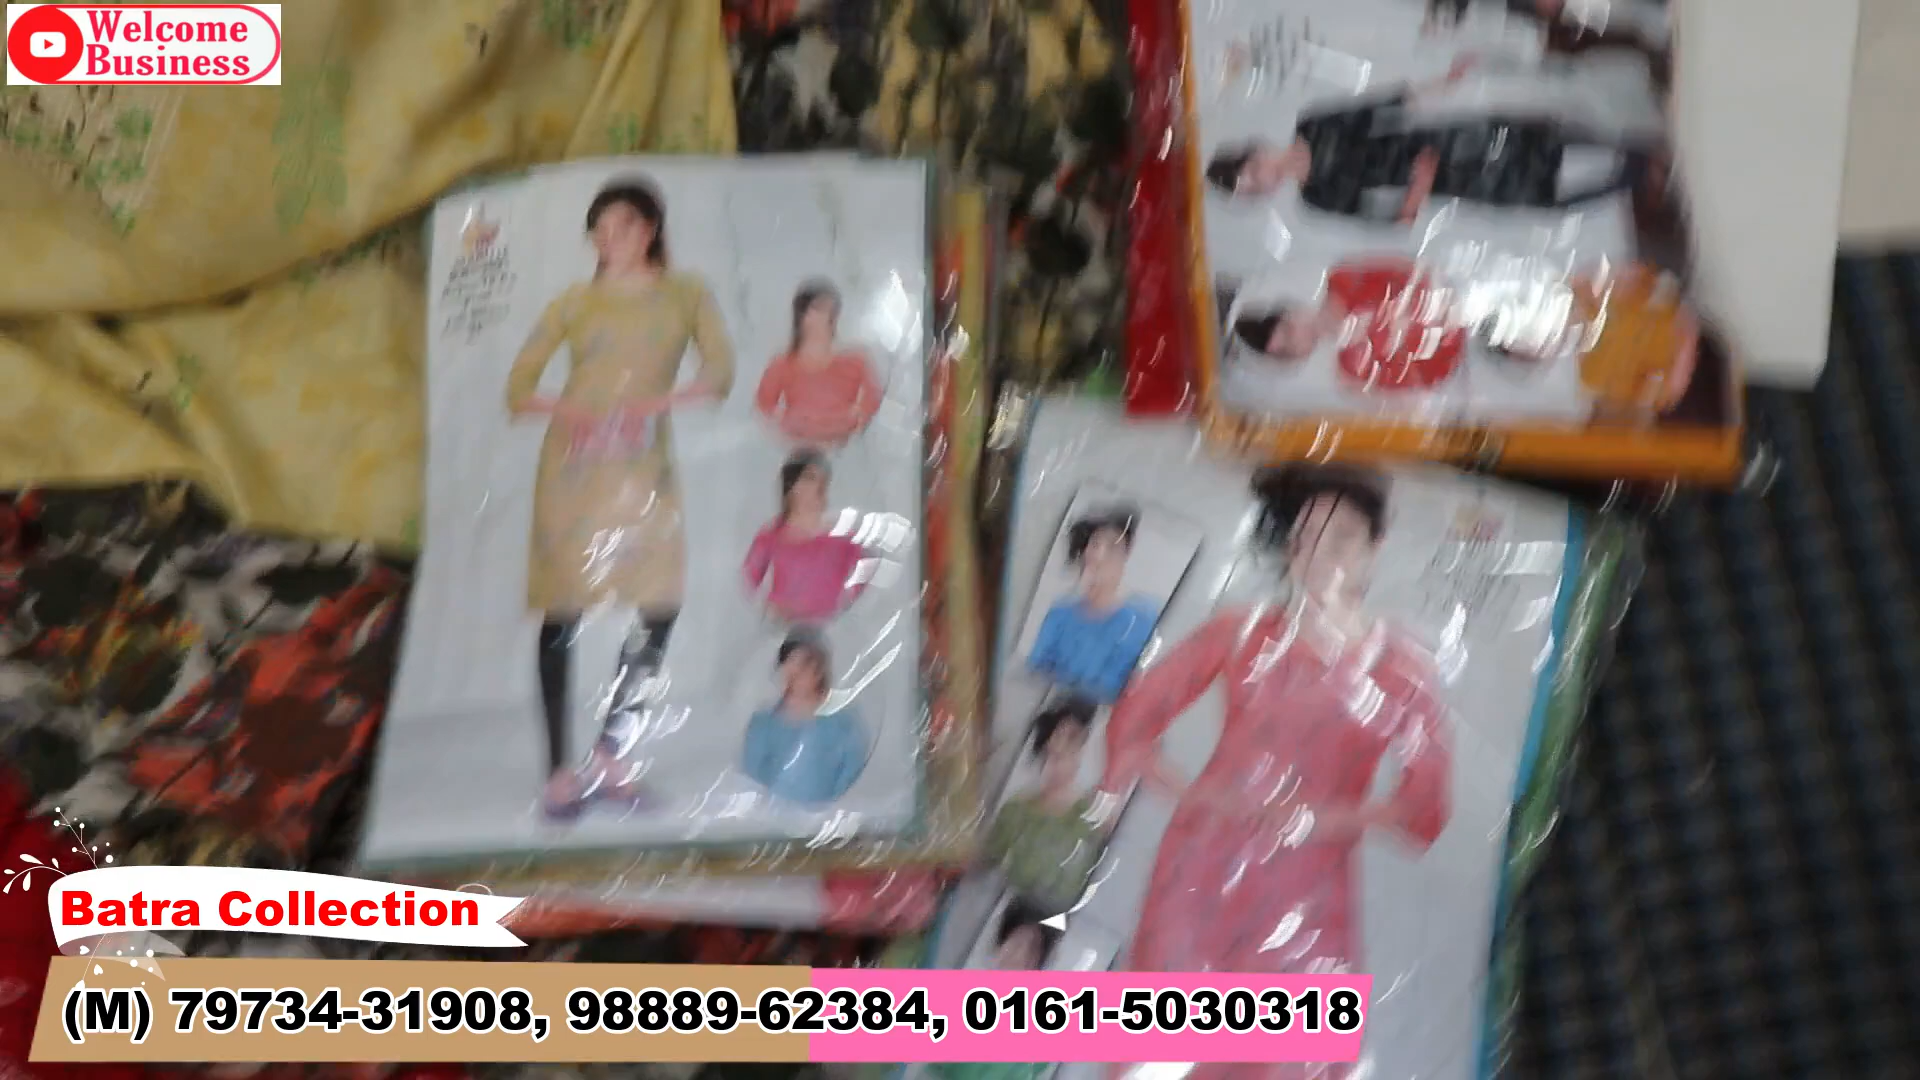 Welcome
Business
Batra Collection
(M) 79734-31908, 98889-62384, 0161-5030318